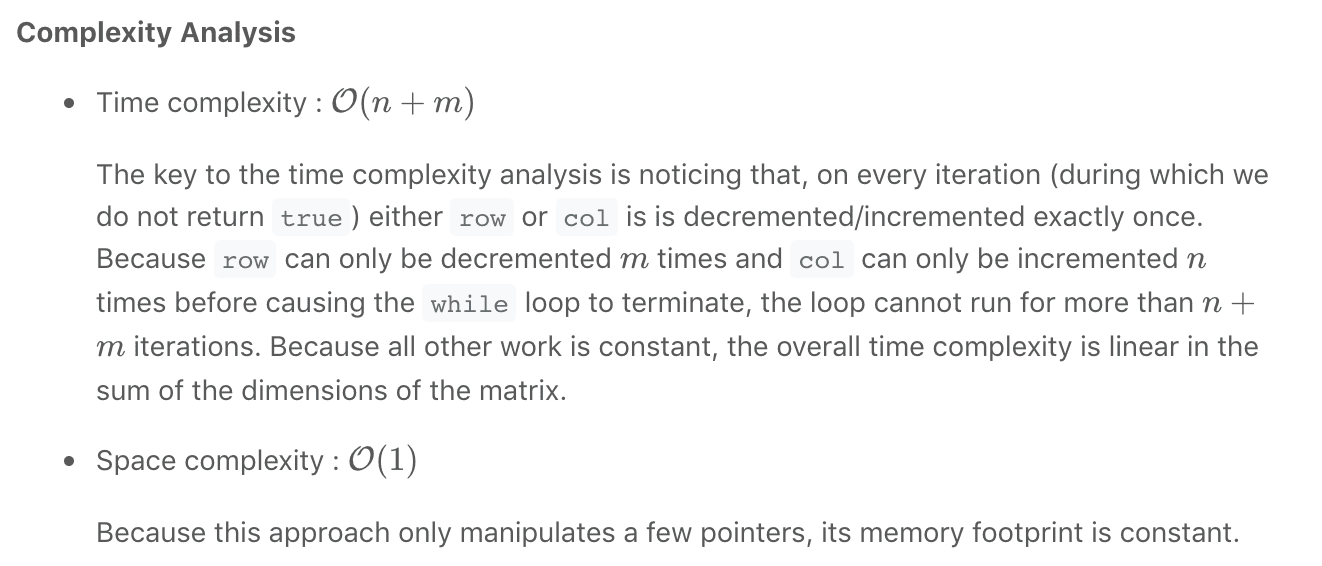 Complexity Analysis
• Time complexity : O(n + m)
The key to the time complexity analysis is noticing that, on every iteration (during which we
do not return true ) either row or col is is decremented/incremented exactly once.
Because row can only be decremented m times and col can only be incremented n
times before causing the while loop to terminate, the loop cannot run for more than n +
m iterations. Because all other work is constant, the overall time complexity is linear in the
sum of the dimensions of the matrix.
• Space complexity : O(1)
Because this approach only manipulates a few pointers, its memory footprint is constant.